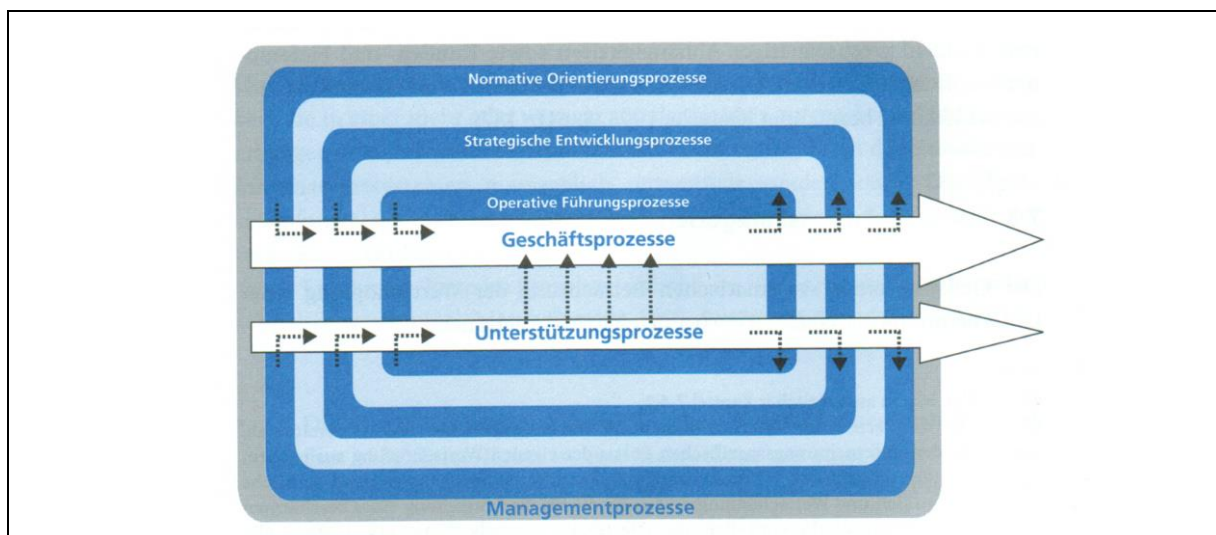 Normative Orientierungsprozesse
Strategische Entwicklungsprozesse
Operative Führungsprozesse
Geschäftsprozesse
Unterstützungsprozesse
Managementprozesse